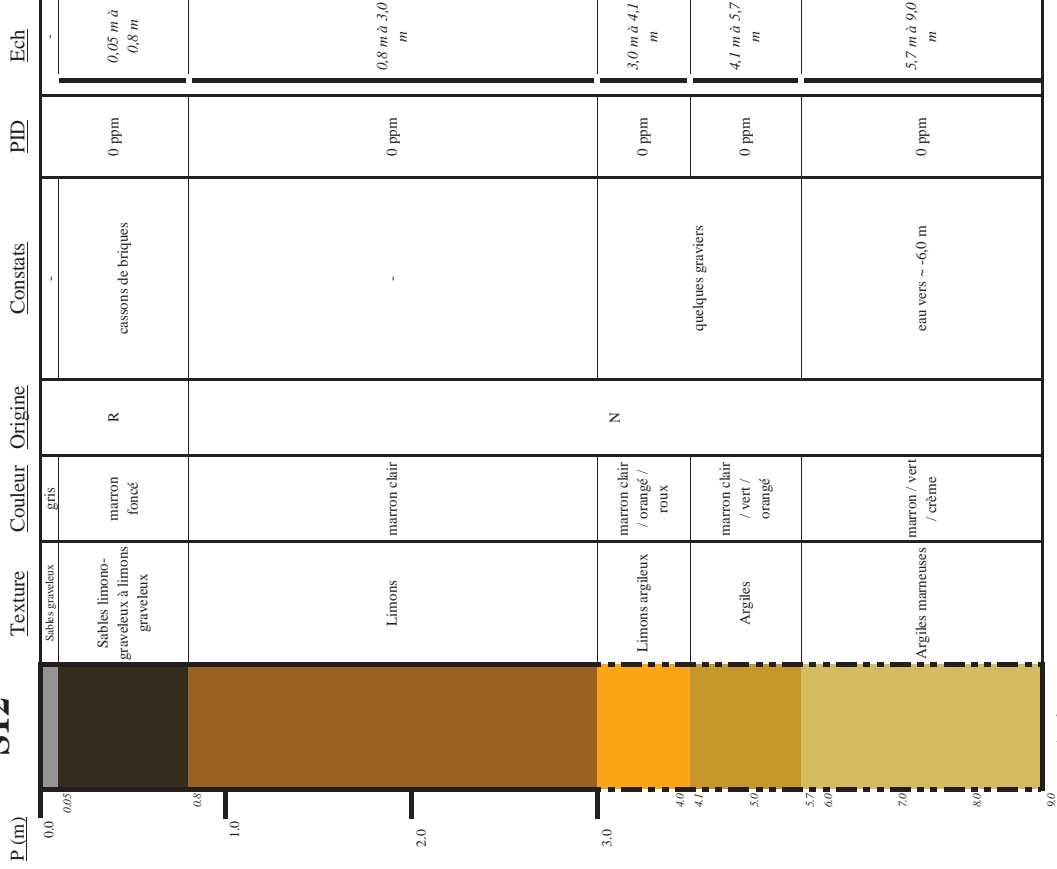 S12
P (m)
Texture
Couleur
Origine
Constats
PID
Ech
0.0
Sables graveleux
gris
-
-
0.05
Sables limono-
graveleux à limons
graveleux
marron
foncé
R
cassons de briques
0 ppm
0,05 m à
0,8 m
0.8
1.0
2.0
Limons
marron clair
N
-
0 ppm
0,8 m à 3,0
m
3.0
Limons argileux
marron clair
/ orangé /
roux
quelques graviers
0 ppm
3,0 m à 4,1
m
4.0
4.1
5.0
Argiles
marron clair
/ vert /
orangé
0 ppm
4,1 m à 5,7
m
5.7
6.0
7.0
8.0
9.0
Argiles marneuses
marron / vert
/ crème
eau vers ~ -6,0 m
0 ppm
5,7 m à 9,0
m